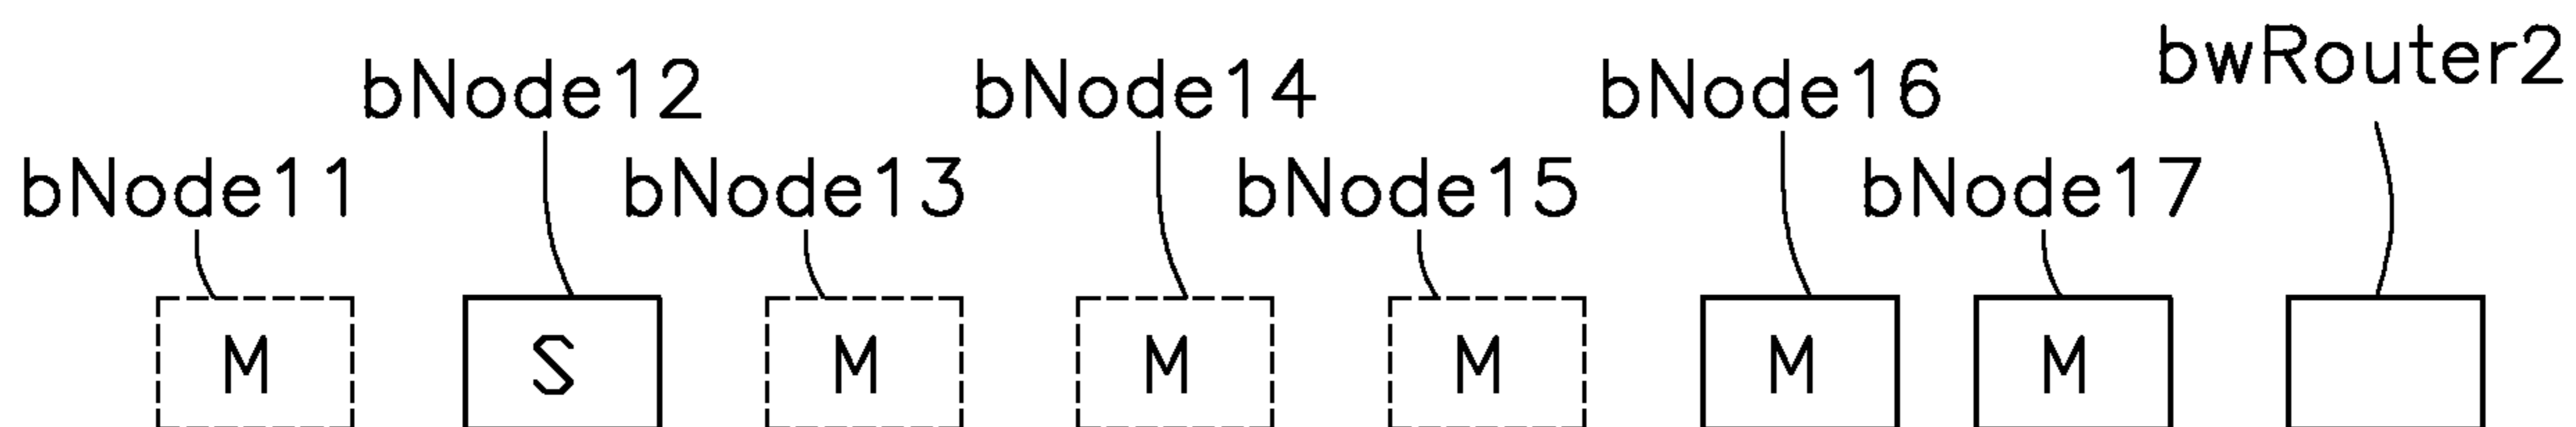 bwRouter2
bNode12 bNode14 bNode16
bNode11 bNode13 bNode15 bNode17
M S M M M M M